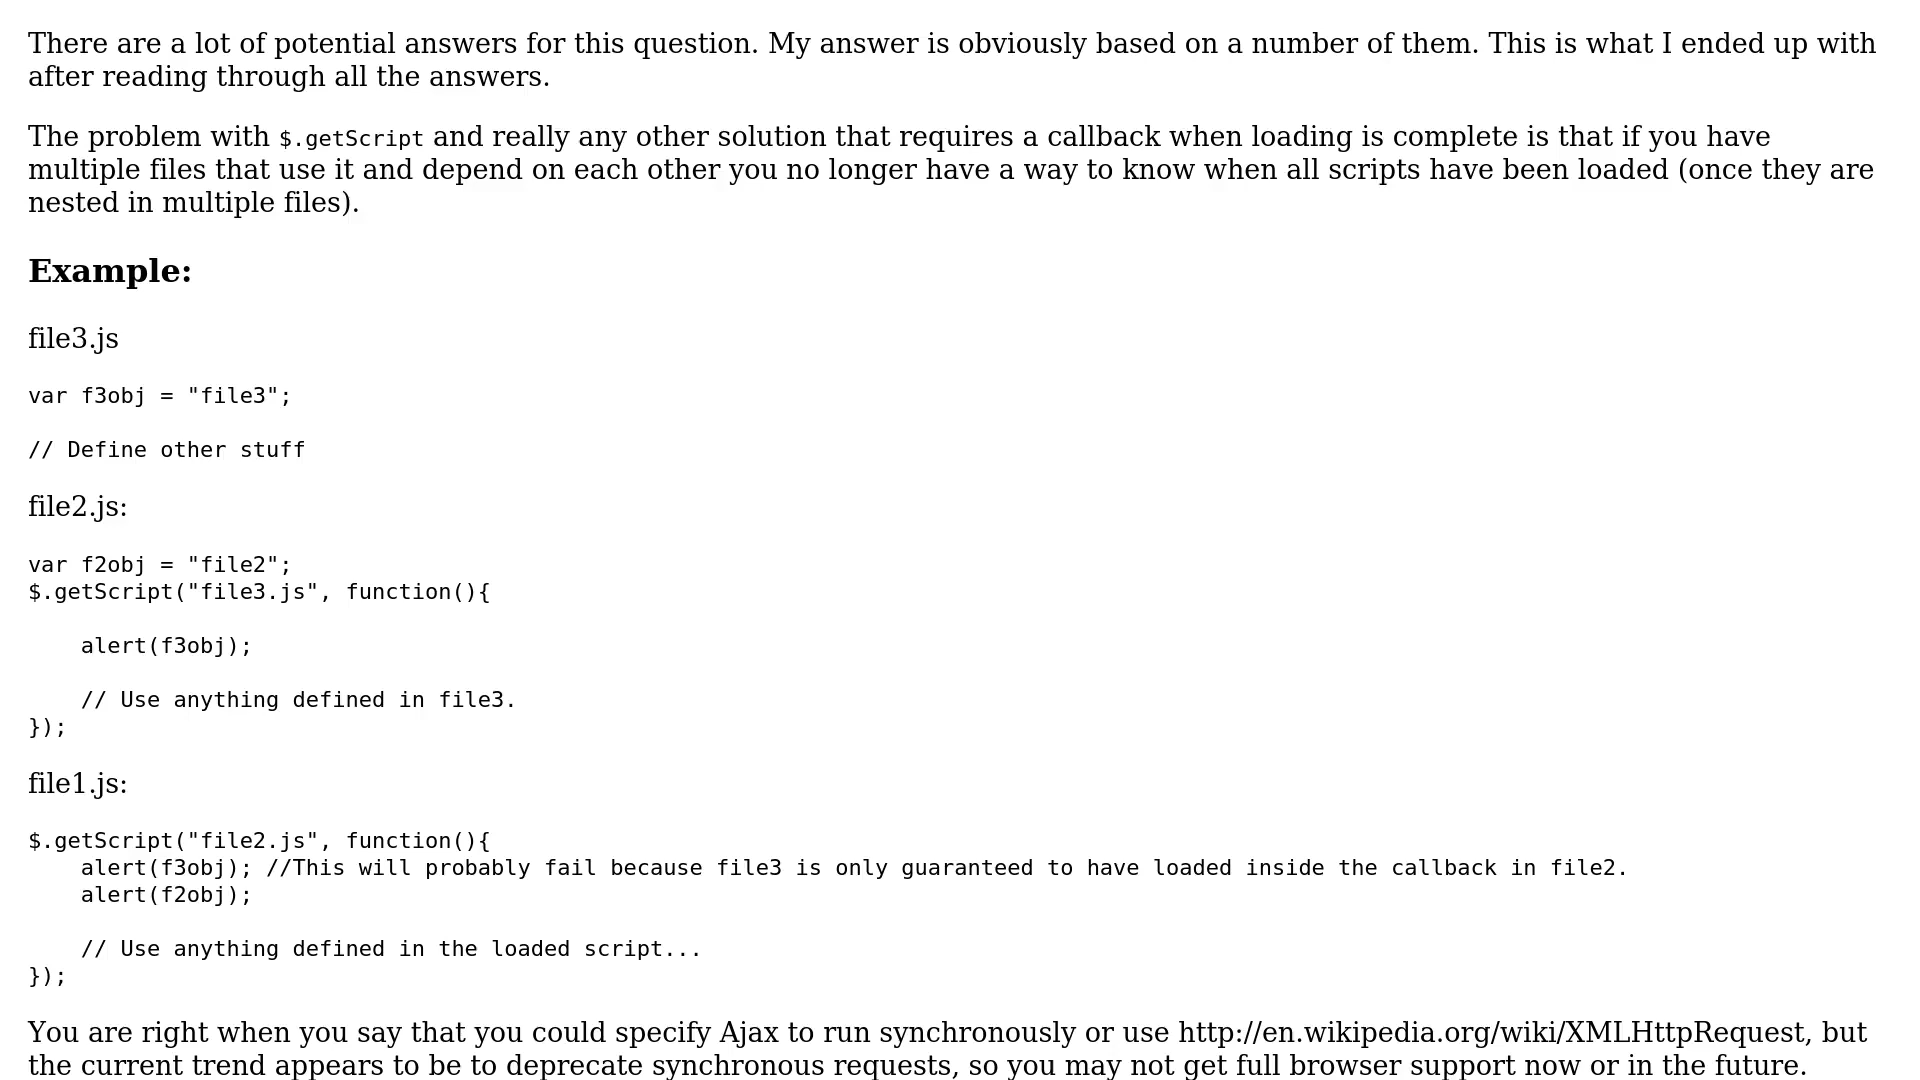 There are a lot of potential answers for this question. My answer is obviously based on a number of them. This is what I ended up with
after reading through all the answers.
The problem with $.getScript and really any other solution that requires a callback when loading is complete is that if you have
multiple files that use it and depend on each other you no longer have a way to know when all scripts have been loaded (once they are
nested in multiple files).
Example:
file3.js
var f3obj = "file3";
// Define other stuff
file2.js:
var f2obj = "file2";
$.getScript("file3.js", function(){
    alert(f3obj);
    // Use anything defined in file3.
});
file1.js:
$.getScript("file2.js", function(){
    alert(f3obj); //This will probably fail because file3 is only guaranteed to have loaded inside the callback in file2.
    alert(f2obj);
    // Use anything defined in the loaded script...
});
You are right when you say that you could specify Ajax to run synchronously or use http://en.wikipedia.org/wiki/XMLHttpRequest, but
the current trend appears to be to deprecate synchronous requests, so you may not get full browser support now or in the future.